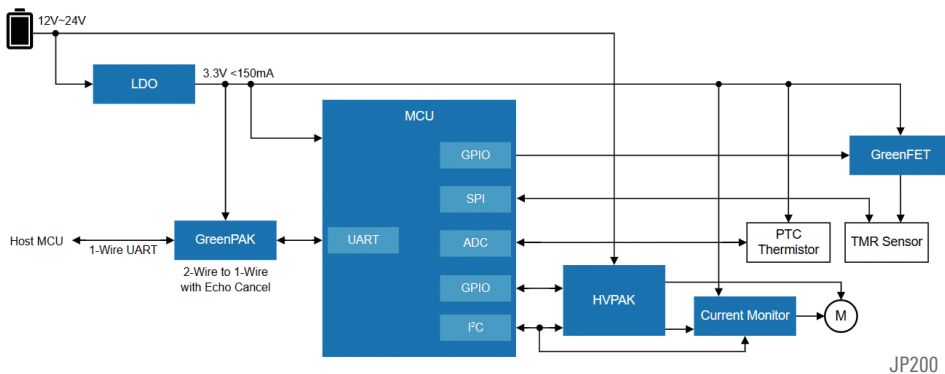 12V~24V
LDO
3.3V <150mA
MCU
GPIO
GreenFET
SPI
Host MCU
1-Wire UART
GreenPAK
UART
ADC
PTC
Thermistor
TMR Sensor
2-Wire to 1-Wire
with Echo Cancel
GPIO
HVPAK
I²C
Current Monitor
M
JP200